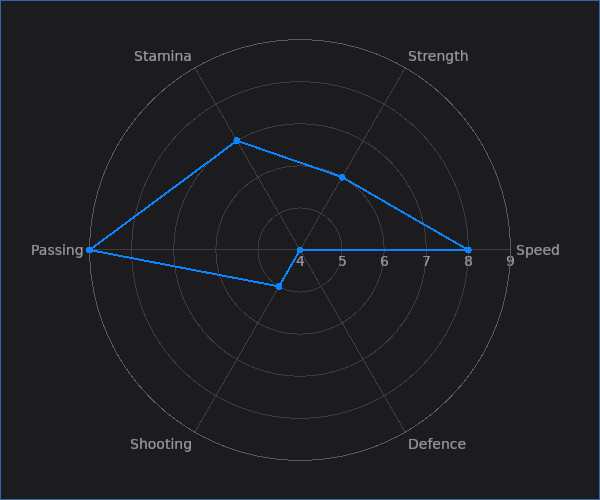 Stamina
Strength
Passing
Speed
4 5 6 7 8 9
Shooting
Defence